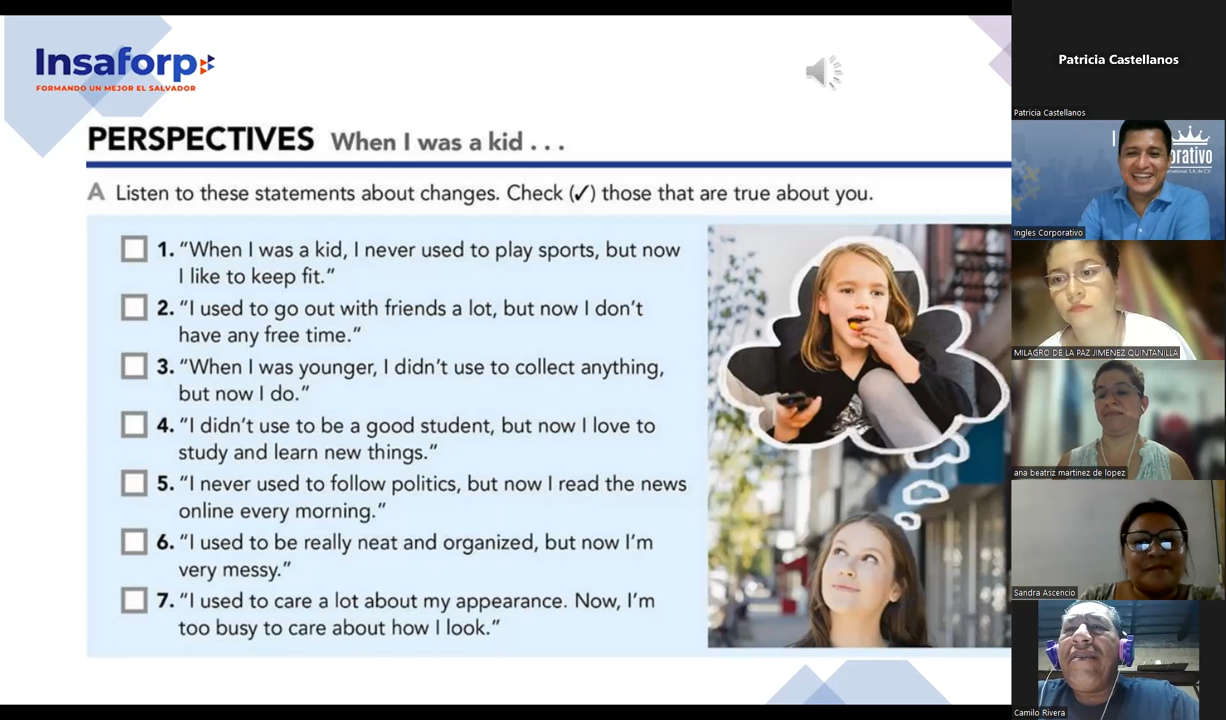 Insaforp
FORMANDO UN MEJOR EL SALVADOR
PERSPECTIVES When I was a kid . . .
A Listen to these statements about changes. Check (✓) those that are true about you.
1. “When I was a kid, I never used to play sports, but now
I like to keep fit.”
2. “I used to go out with friends a lot, but now I don’t
have any free time.”
3. “When I was younger, I didn’t use to collect anything,
but now I do.”
4. “I didn’t use to be a good student, but now I love to
study and learn new things.”
5. “I never used to follow politics, but now I read the news
online every morning.”
6. “I used to be really neat and organized, but now I’m
very messy.”
7. “I used to care a lot about my appearance. Now, I’m
too busy to care about how I look.”
Patricia Castellanos
Patricia Castellanos
Ingles Corporativo
MILAGRO DE LA PAZ JIMENEZ QUINTANILLA
ana beatriz martinez de lopez
Sandra Ascencio
Camilo Rivera